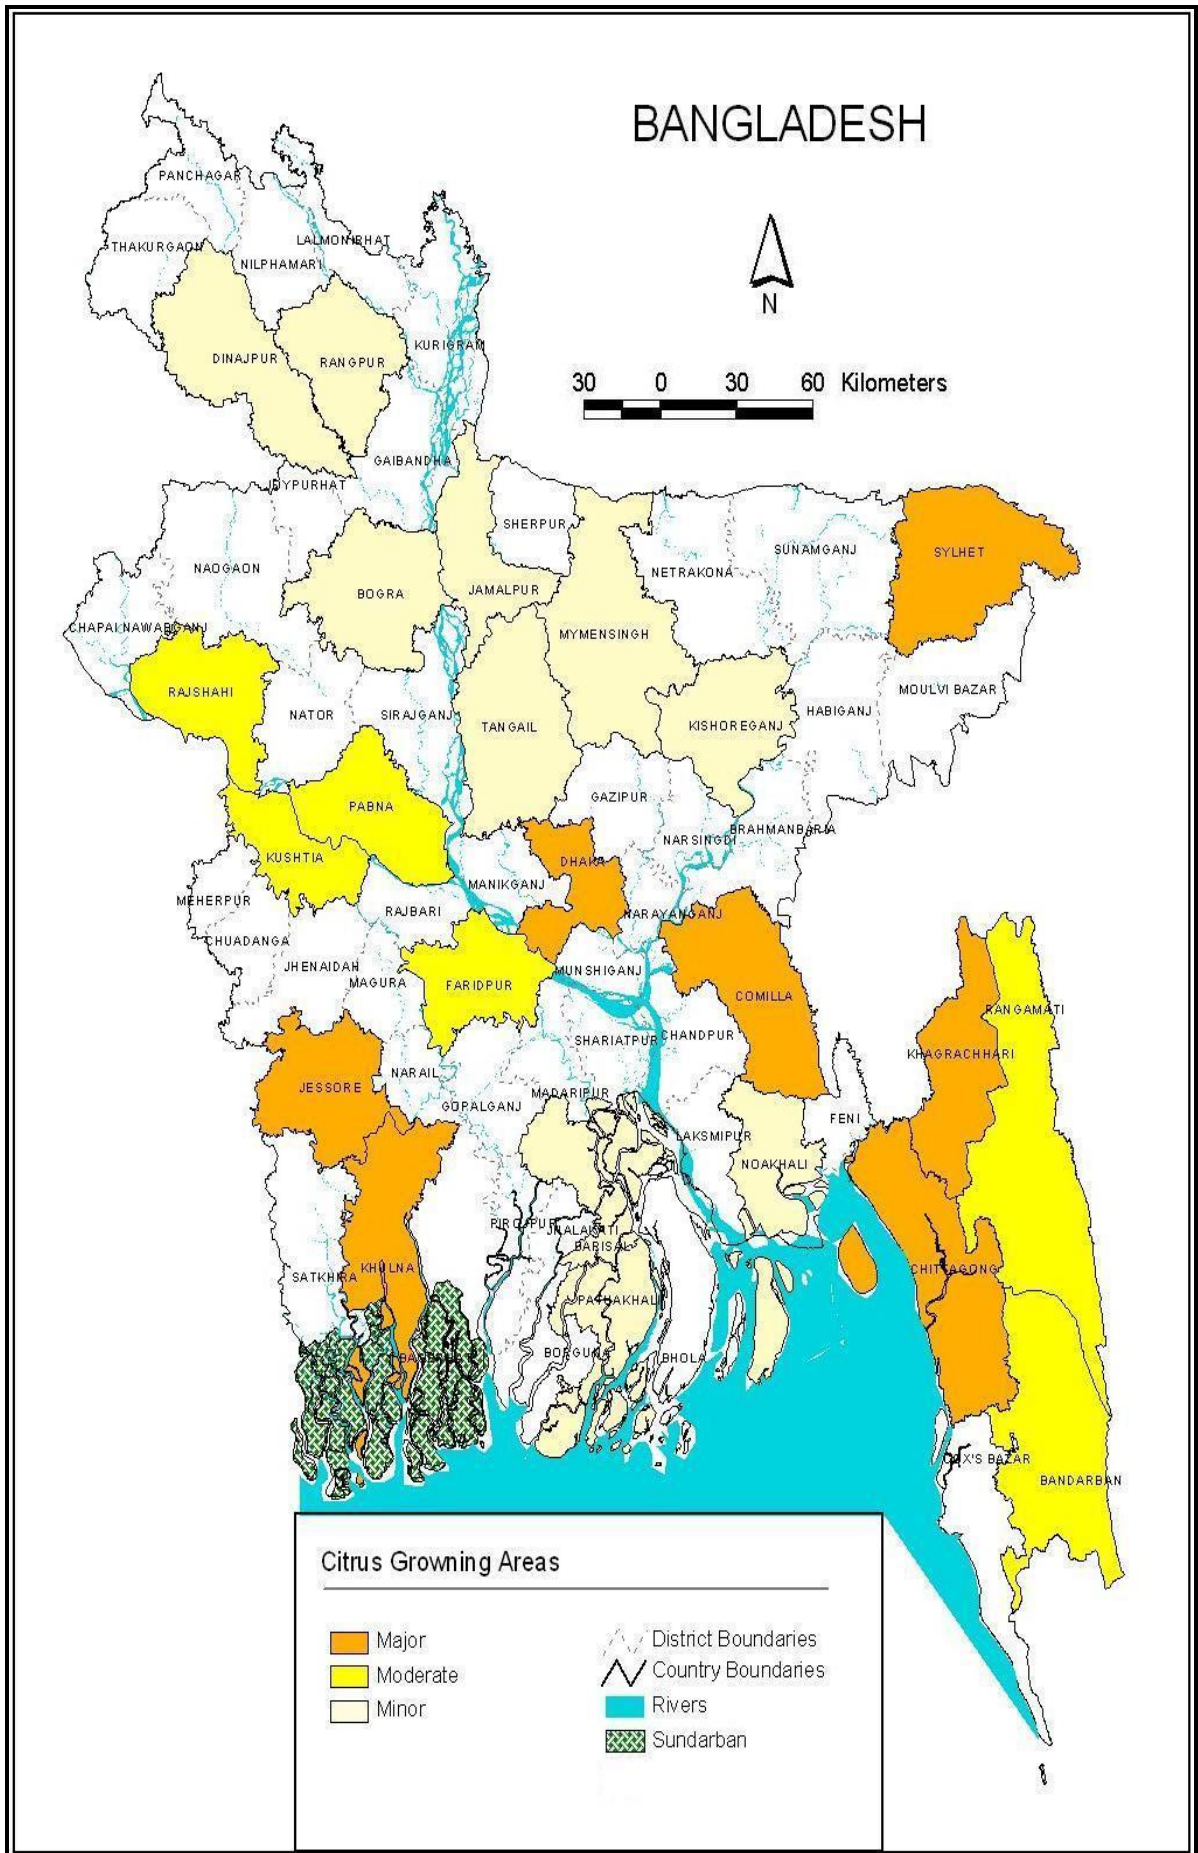 BANGLADESH
PANCHAGAR
THAKURGAON
LALMONIRHAT
NILPHAMARI
DINAJPUR
RANGPUR
KURIGRAM
N
30 0 30 60 Kilometers
GAIBANDHA
JOYPURHAT
SHERPUR
SUNAMGANJ
SYLHET
NAOGAON
NETRAKONA
BOGRA
JAMALPUR
CHAPAI NAWABGANJ
MYMENSINGH
RAJSHAHI
MOULVI BAZAR
NATOR
SIRAJGANJ
TANGAIL
KISHOREGANJ
HABIGANJ
GAZIPUR
PABNA
BRAHMANBARIA
NARSINGDI
KUSHTIA
DHAKA
MANIKGANJ
MEHERPUR
RAJBARI
NARAYANGANJ
CHUADANGA
JHENAIDAH
MAGURA
FARIDPUR
MUNSHIGANJ
COMILLA
RANGAMATI
SHARIATPUR
CHANDPUR
KHAGRACHHARI
NARAIL
JESSORE
MADARIPUR
GOPALGANJ
FENI
LAKSMIPUR
NOAKHALI
PIROJPUR
JHALAKATI
BARISAL
KHULNA
SATKHIRA
CHITTAGONG
PATUAKHALI
BORGUNA
BHOLA
COX'S BAZAR
BANDARBAN
Citrus Growning Areas
Major
Moderate
Minor
District Boundaries
Country Boundaries
Rivers
Sundarban